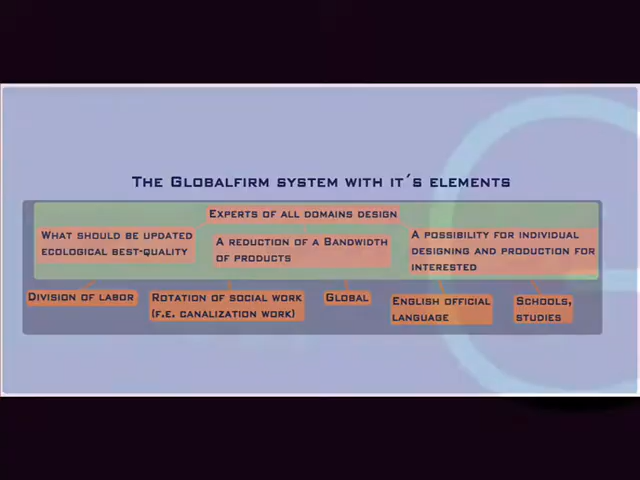 The Globalfirm system with it´s elements
Experts of all domains design
What should be updated
ecological best-quality
A reduction of a Bandwidth
of products
A possibility for individual
designing and production for
interested
Division of labor
Rotation of social work
(f.e. canalization work)
Global
English official
language
Schools,
studies